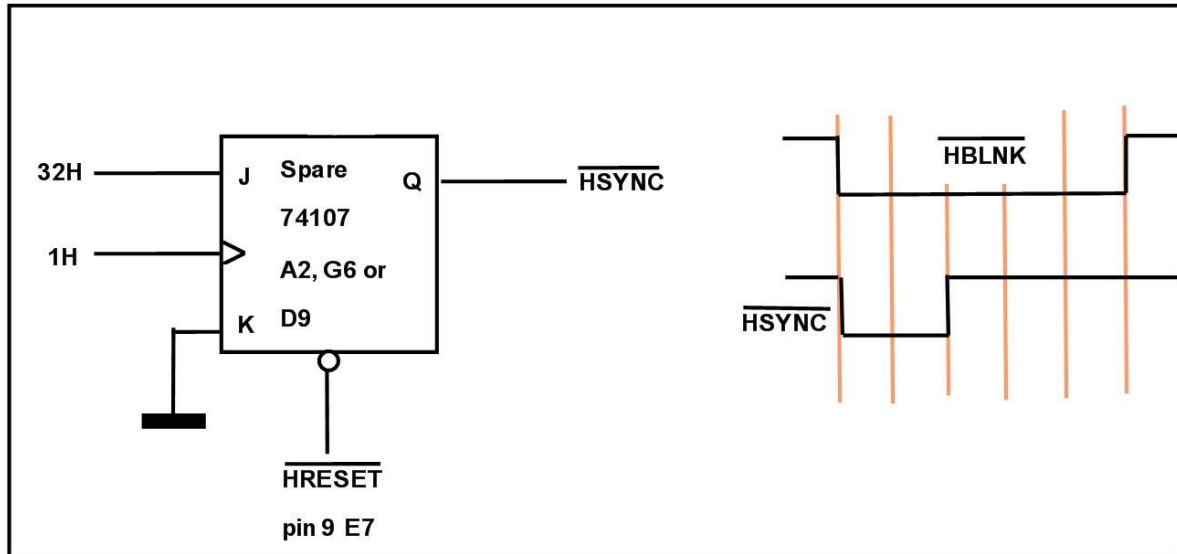 32H
1H
J
K
Q
Spare
74107
A2, G6 or
D9
HSYNC
HRESET
pin 9 E7
HBLNK
HSYNC